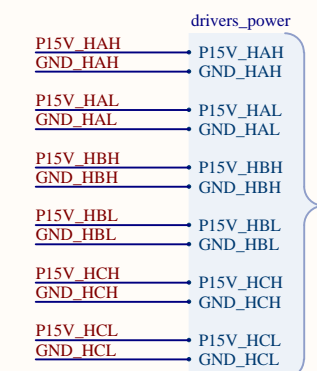 drivers_power
P15V_HAH P15V_HAH
GND_HAH GND_HAH
P15V_HAL P15V_HAL
GND_HAL GND_HAL
P15V_HBH P15V_HBH
GND_HBH GND_HBH
P15V_HBL P15V_HBL
GND_HBL GND_HBL
P15V_HCH P15V_HCH
GND_HCH GND_HCH
P15V_HCL P15V_HCL
GND_HCL GND_HCL